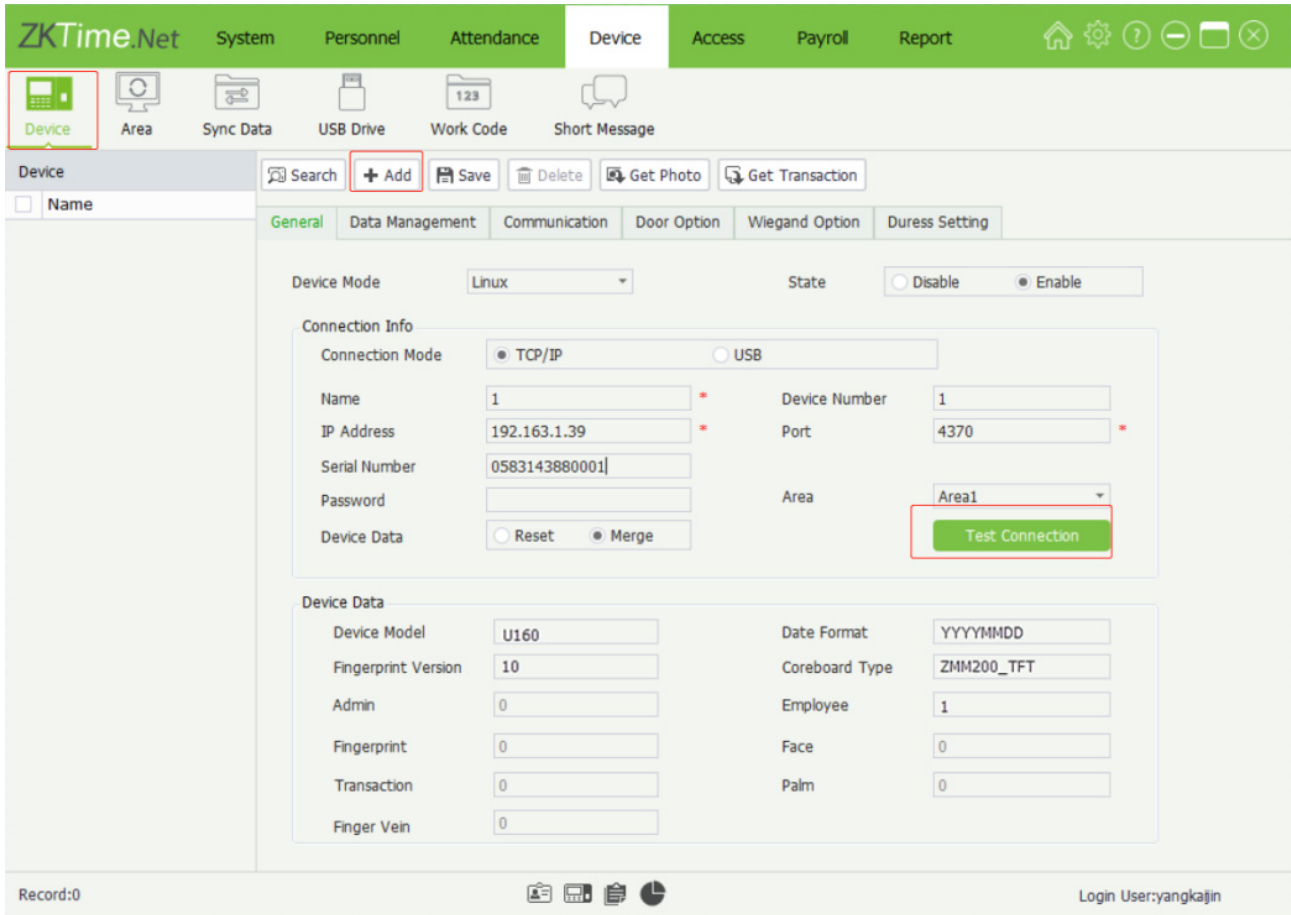 ZKTime.Net System Personnel Attendance Device Access Payroll Report
123
Device Area Sync Data USB Drive Work Code Short Message
Device
Name
Search Add Save Delete Get Photo Get Transaction
General Data Management Communication Door Option Wiegand Option Duress Setting
Device Mode Linux State Disable Enable
Connection Info
Connection Mode TCP/IP USB
Name 1 * Device Number 1
IP Address 192.163.1.39 * Port 4370 *
Serial Number 0583143880001
Password Area Area1
Device Data Reset Merge Test Connection
Device Data
Device Model U160 Date Format YYYYMMDD
Fingerprint Version 10 Coreboard Type ZMM200_TFT
Admin 0 Employee 1
Fingerprint 0 Face 0
Transaction 0 Palm 0
Finger Vein 0
Record:0 Login User:yangkaijin